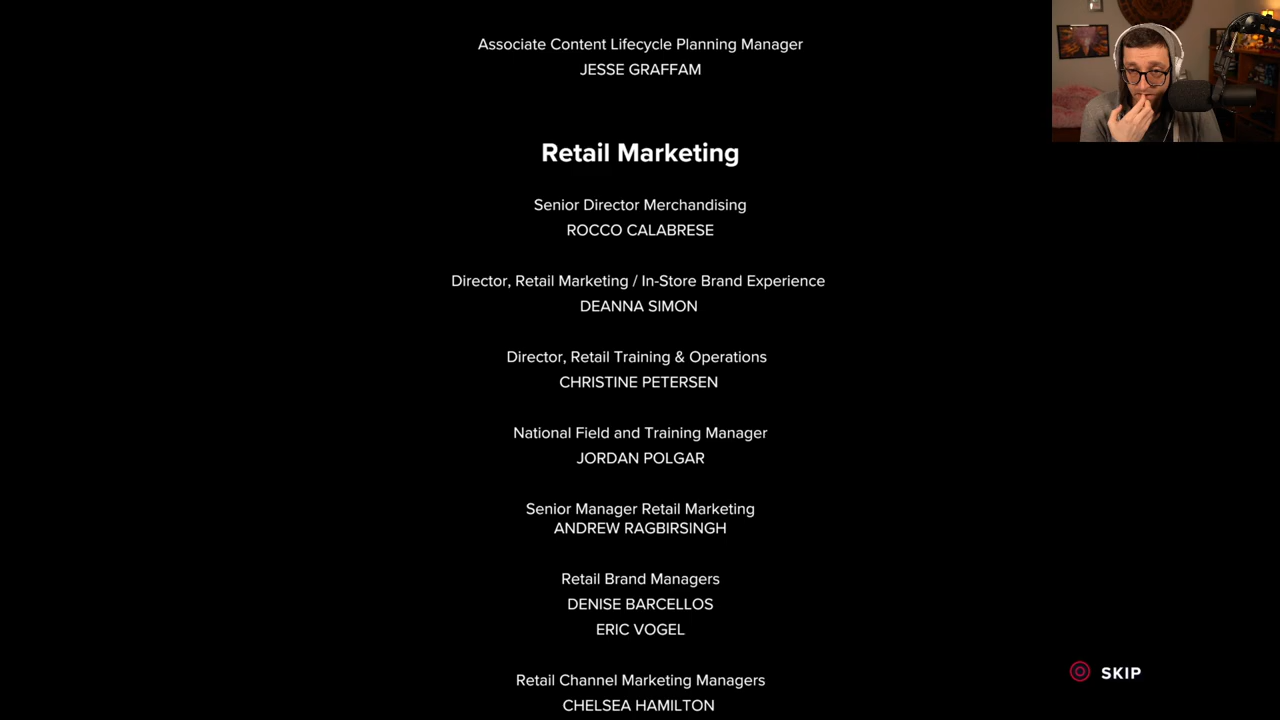 Associate Content Lifecycle Planning Manager
JESSE GRAFFAM
Retail Marketing
Senior Director Merchandising
ROCCO CALABRESE
Director, Retail Marketing / In-Store Brand Experience
DEANNA SIMON
Director, Retail Training & Operations
CHRISTINE PETERSEN
National Field and Training Manager
JORDAN POLGAR
Senior Manager Retail Marketing
ANDREW RAGBIRSINGH
Retail Brand Managers
DENISE BARCELLOS
ERIC VOGEL
Retail Channel Marketing Managers
CHELSEA HAMILTON
SKIP